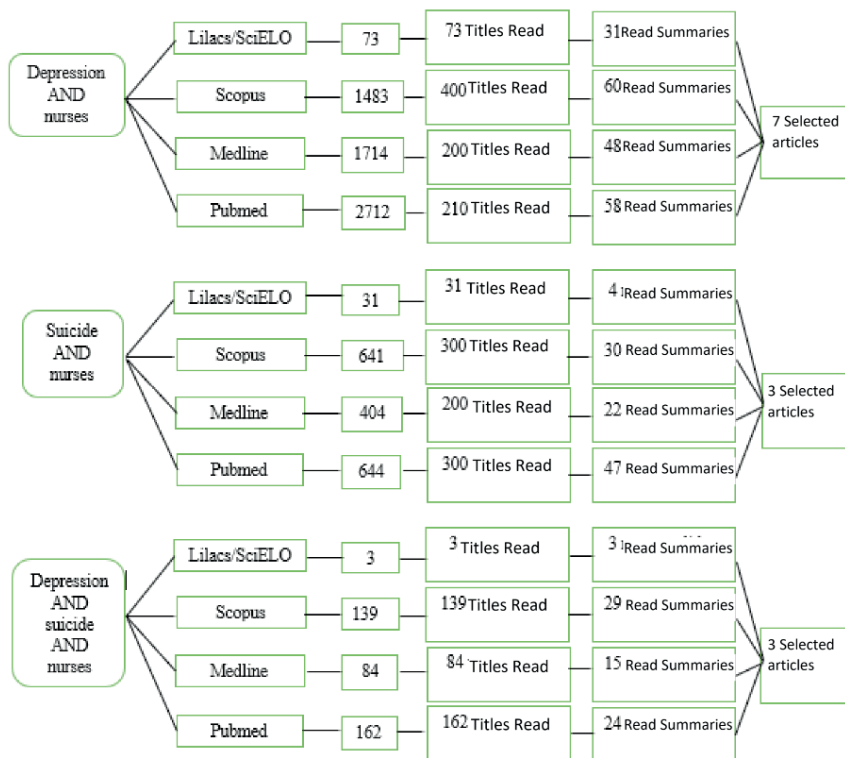 Depression
AND
nurses
Lilacs/SciELO
73
73 Titles Read
31 Read Summaries
Scopus
1483
400 Titles Read
60 Read Summaries
Medline
1714
200 Titles Read
48 Read Summaries
Pubmed
2712
210 Titles Read
58 Read Summaries
7 Selected
articles
Suicide
AND
nurses
Lilacs/SciELO
31
31 Titles Read
4 Read Summaries
Scopus
641
300 Titles Read
30 Read Summaries
Medline
404
200 Titles Read
22 Read Summaries
Pubmed
644
300 Titles Read
47 Read Summaries
3 Selected
articles
Depression
AND
suicide
AND
nurses
Lilacs/SciELO
3
3 Titles Read
3 Read Summaries
Scopus
139
139 Titles Read
29 Read Summaries
Medline
84
84 Titles Read
15 Read Summaries
Pubmed
162
162 Titles Read
24 Read Summaries
3 Selected
articles